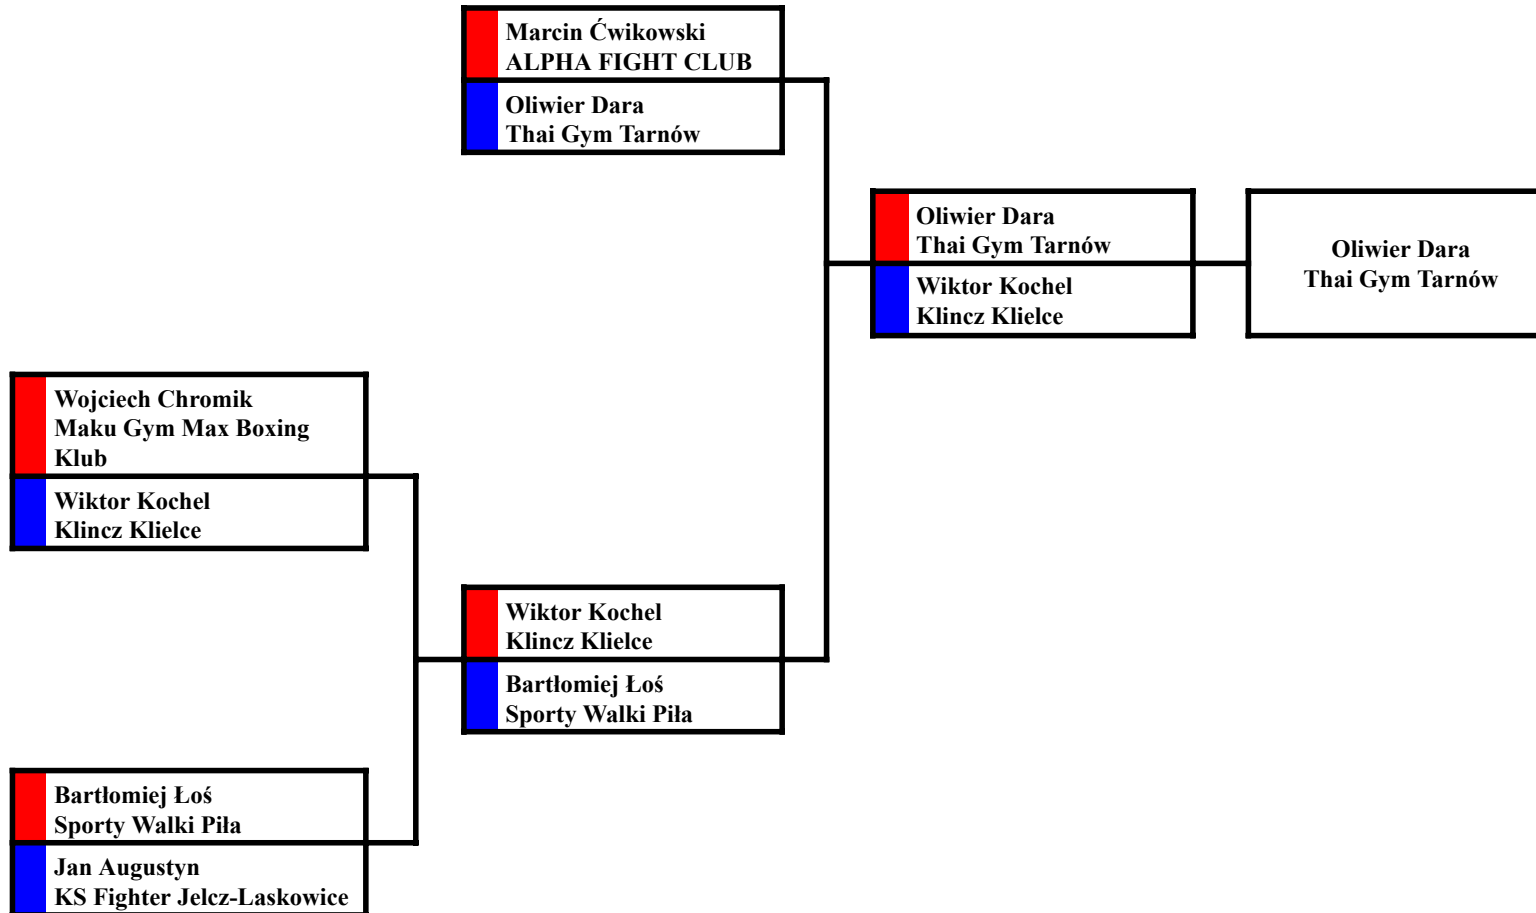 Marcin Ćwikowski
ALPHA FIGHT CLUB
Oliwier Dara
Thai Gym Tarnów
Oliwier Dara
Thai Gym Tarnów
Wiktor Kochel
Klincz Klielce
Oliwier Dara
Thai Gym Tarnów
Wojciech Chromik
Maku Gym Max Boxing
Klub
Wiktor Kochel
Klincz Klielce
Wiktor Kochel
Klincz Klielce
Bartłomiej Łoś
Sporty Walki Piła
Bartłomiej Łoś
Sporty Walki Piła
Jan Augustyn
KS Fighter Jelcz-Laskowice